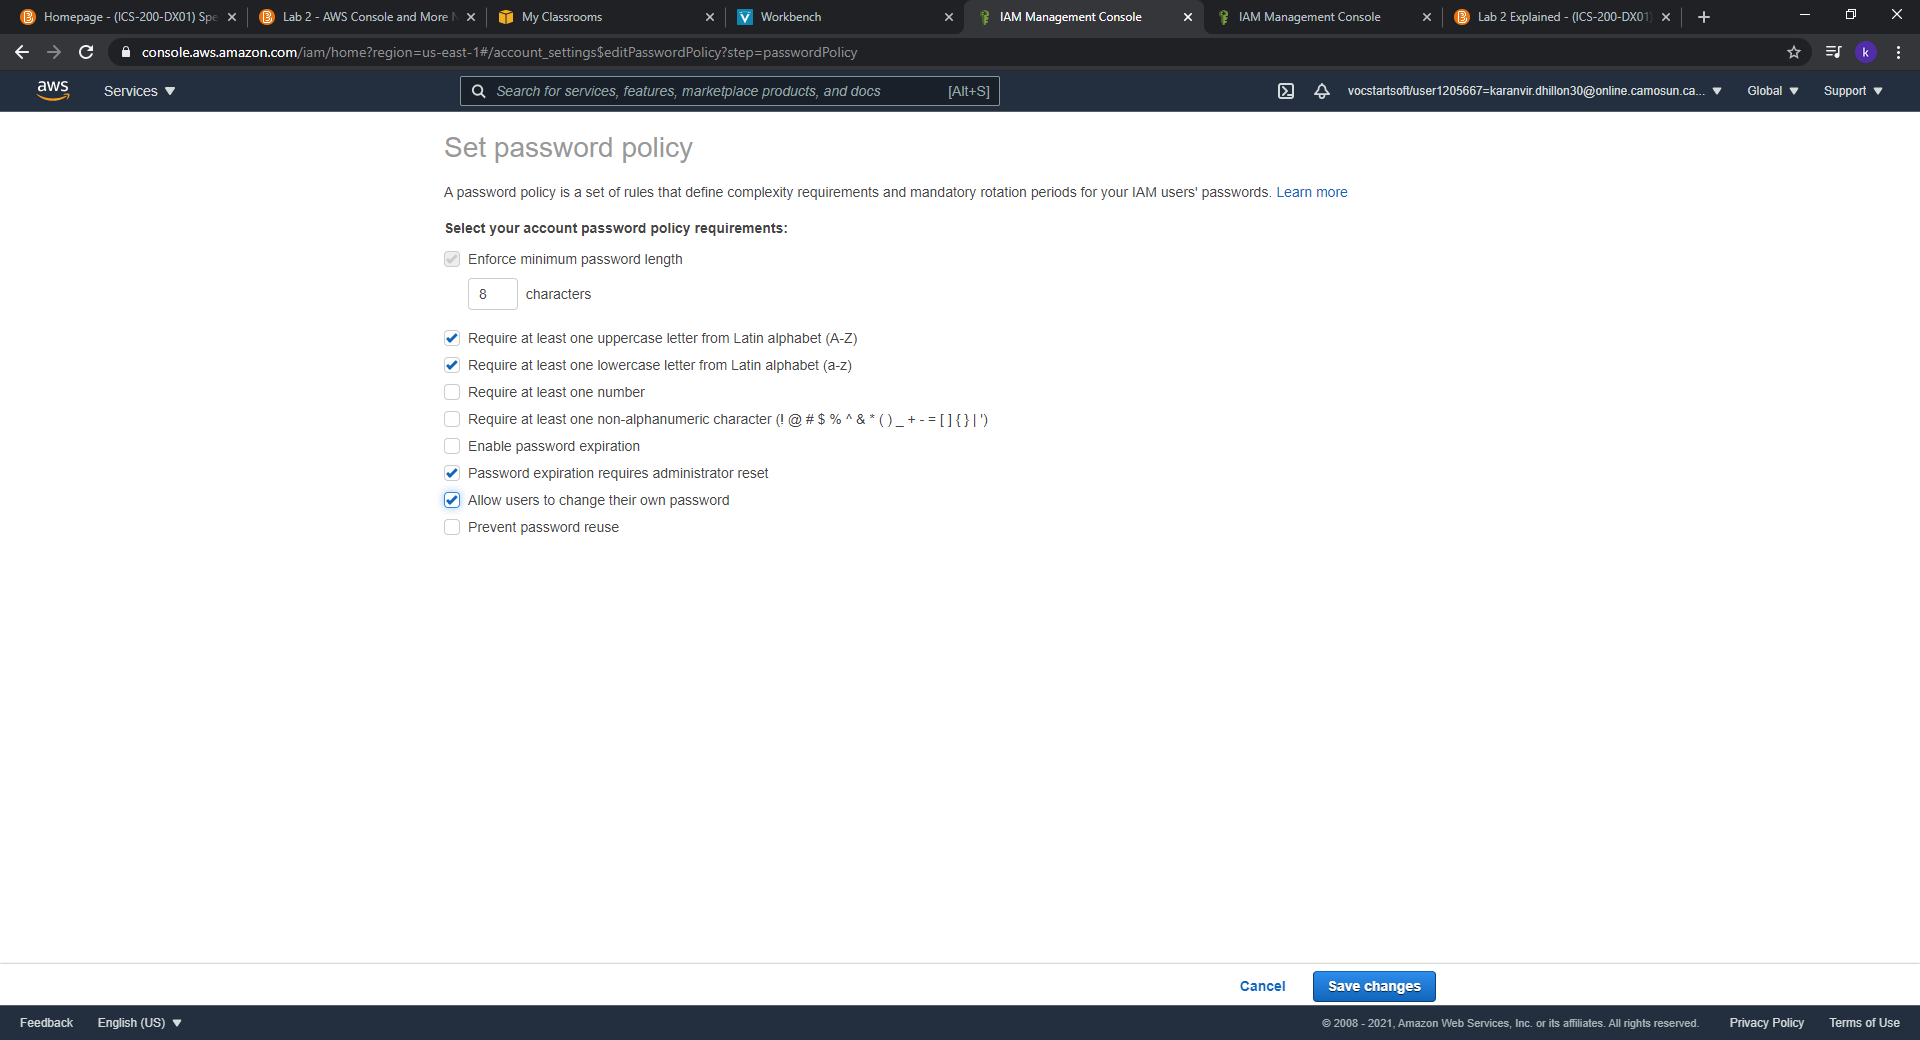 Homepage - (ICS-200-DX01) Spe
Lab 2 - AWS Console and More N
My Classrooms
Workbench
IAM Management Console
IAM Management Console
Lab 2 Explained - (ICS-200-DX01)
console.aws.amazon.com/iam/home?region=us-east-1#/account_settings$editPasswordPolicy?step=passwordPolicy
k
aws
Services
Search for services, features, marketplace products, and docs [Alt+S]
vocstartsoft/user1205667=karanvir.dhillon30@online.camosun.ca...
Global
Support
Set password policy
A password policy is a set of rules that define complexity requirements and mandatory rotation periods for your IAM users' passwords. Learn more
Select your account password policy requirements:
Enforce minimum password length
8 characters
Require at least one uppercase letter from Latin alphabet (A-Z)
Require at least one lowercase letter from Latin alphabet (a-z)
Require at least one number
Require at least one non-alphanumeric character (! @ # $ % ^ & * ( ) _ + - = [ ] { } | ')
Enable password expiration
Password expiration requires administrator reset
Allow users to change their own password
Prevent password reuse
Cancel
Save changes
Feedback
English (US)
© 2008 - 2021, Amazon Web Services, Inc. or its affiliates. All rights reserved.
Privacy Policy
Terms of Use